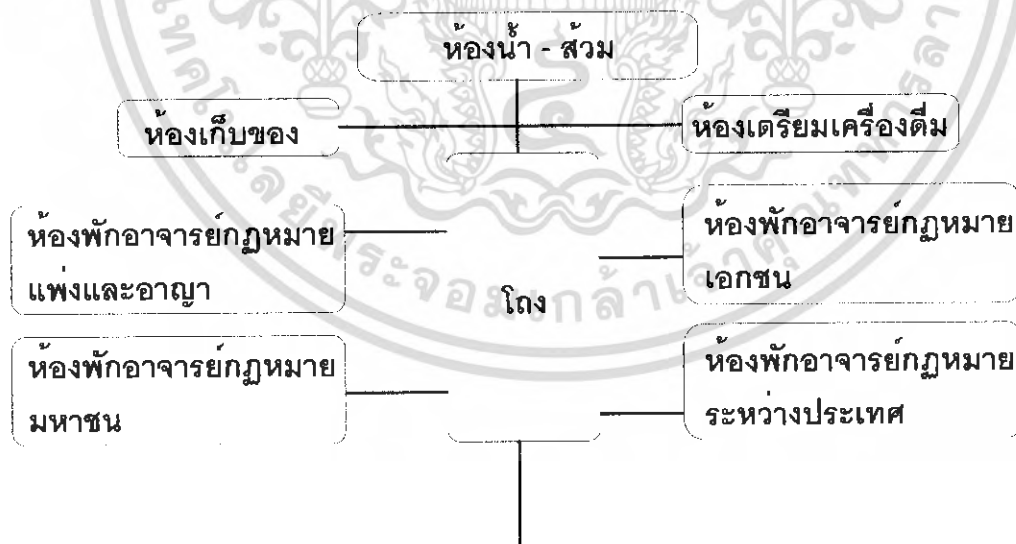 ห้องน้ำ - ส้วม
ห้องเก็บของ
ห้องเตรียมเครื่องดื่ม
ห้องพักอาจารย์กฎหมาย
แพ่งและอาญา
ห้องพักอาจารย์กฎหมาย
เอกชน
โถง
ห้องพักอาจารย์กฎหมาย
มหาชน
ห้องพักอาจารย์กฎหมาย
ระหว่างประเทศ